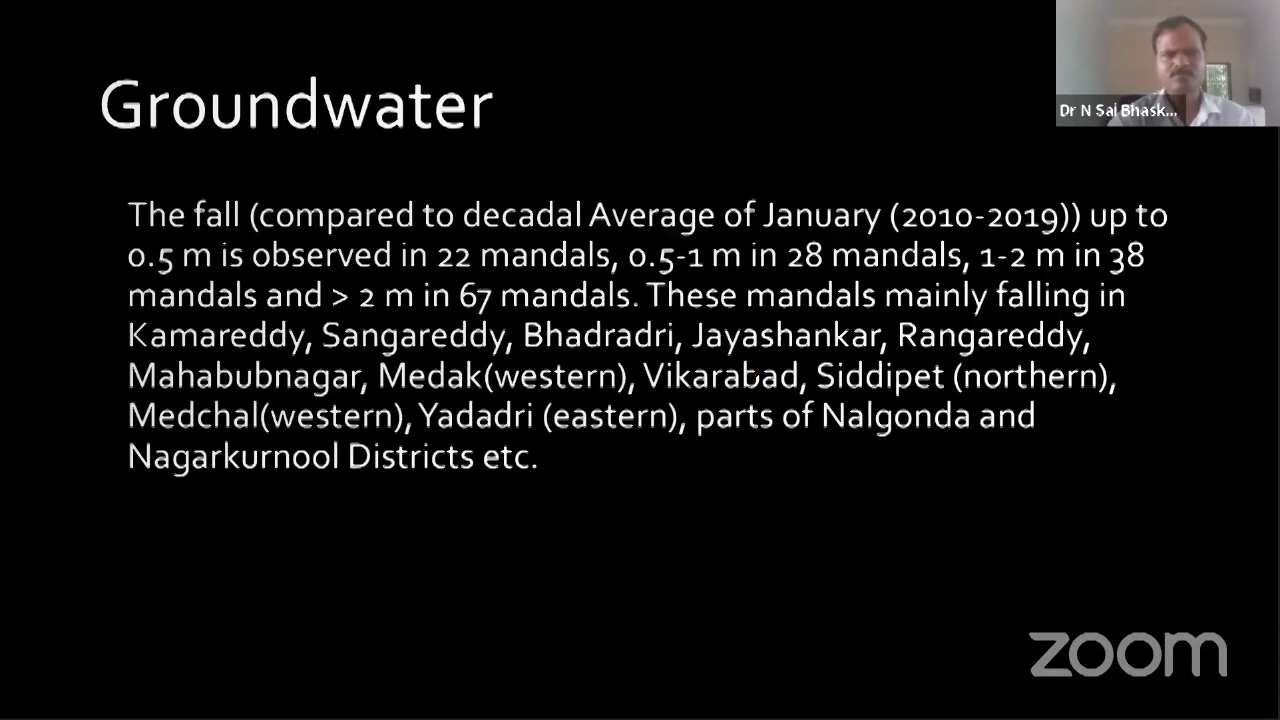 Groundwater
Dr N Sai Bhask...
The fall (compared to decadal Average of January (2010-2019)) up to
0.5 m is observed in 22 mandals, 0.5-1 m in 28 mandals, 1-2 m in 38
mandals and > 2 m in 67 mandals. These mandals mainly falling in
Kamareddy, Sangareddy, Bhadradri, Jayashankar, Rangareddy,
Mahabubnagar, Medak(western), Vikarabad, Siddipet (northern),
Medchal(western), Yadadri (eastern), parts of Nalgonda and
Nagarkurnool Districts etc.
zoom